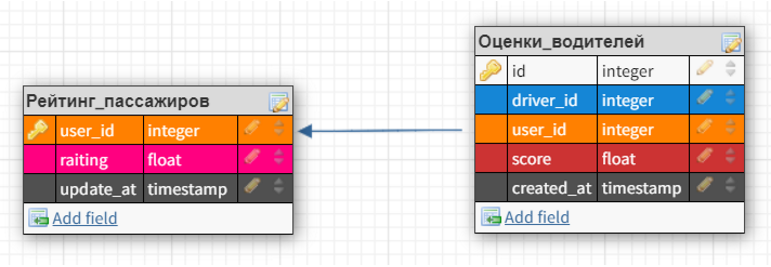 Рейтинг_пассажиров
user_id integer
raiting float
update_at timestamp
Add field
Оценки_водителей
id integer
driver_id integer
user_id integer
score float
created_at timestamp
Add field